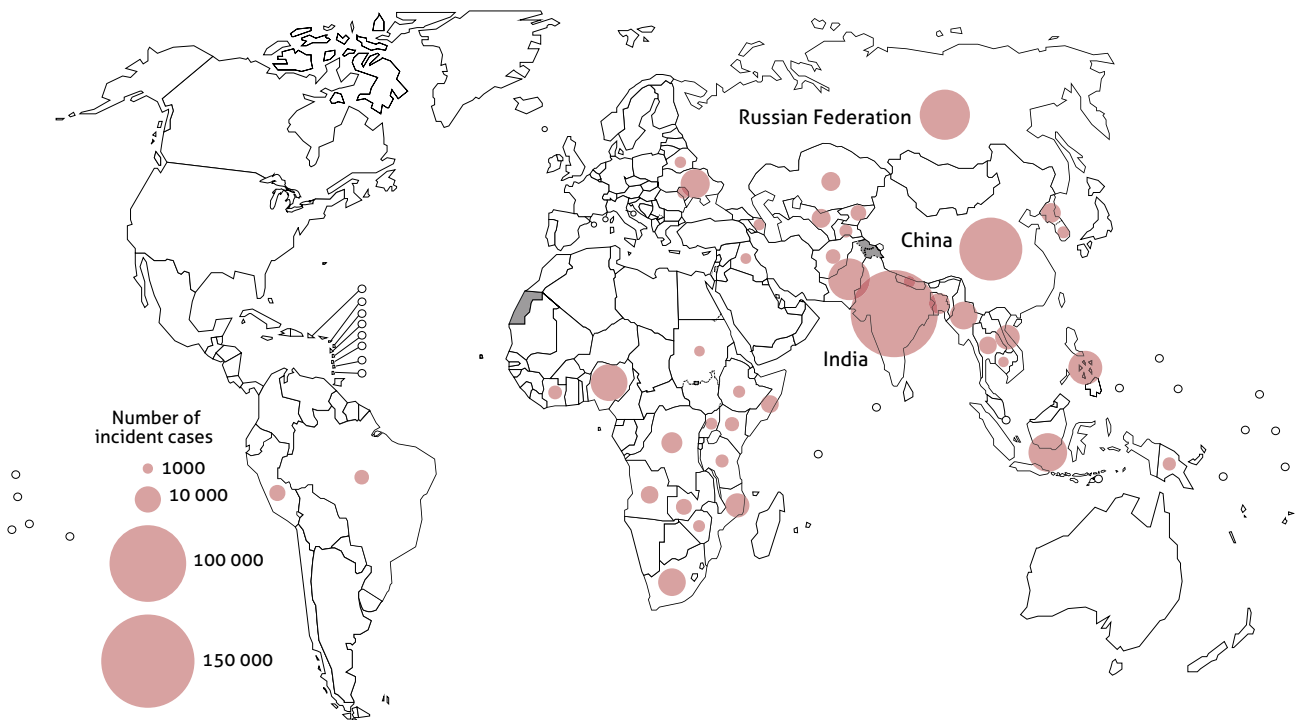 Russian Federation
China
India
Number of
incident cases
1000
10 000
100 000
150 000